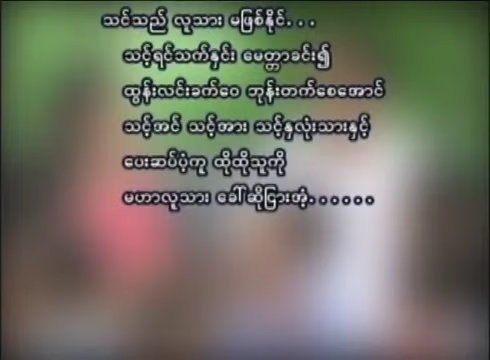 သင်သည် လူသား မဖြစ်နိုင်...
သင့်ရင်သက်နှင်း မေတ္တာခင်း၍
ထွန်းလင်းခက်ဝေ ဘုန်းတက်စေအောင်
သင့်အင် သင့်အား သင့်နှလုံးသားနှင့်
ပေးဆပ်ပံ့ကူ ထိုထိုသူကို
မဟာလူသား ခေါ်ဆိုငြားအံ့......